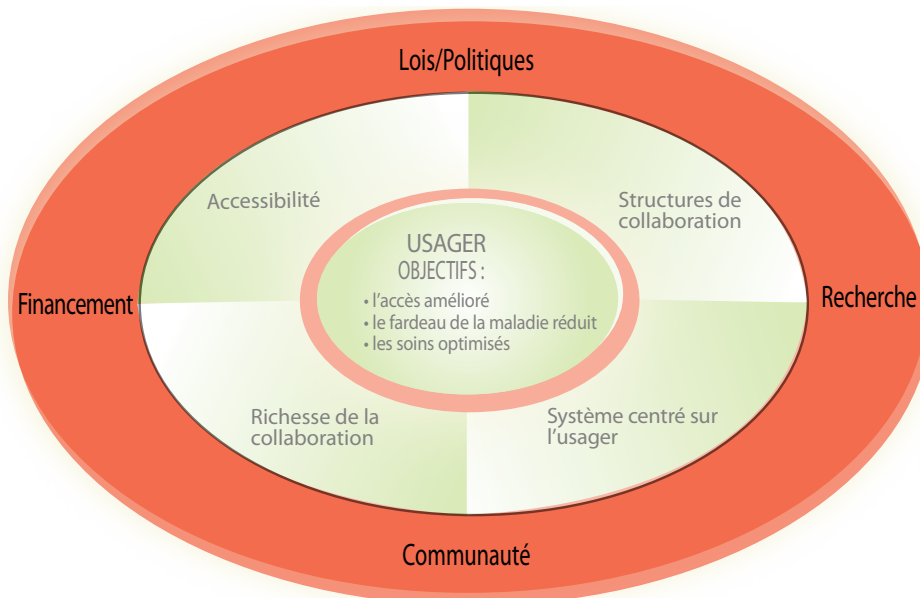 Lois/Politiques
Accessibilité
Structures de
collaboration
USAGER
OBJECTIFS :
• l'accès amélioré
• le fardeau de la maladie réduit
• les soins optimisés
Financement
Recherche
Richesse de la
collaboration
Système centré sur
l'usager
Communauté